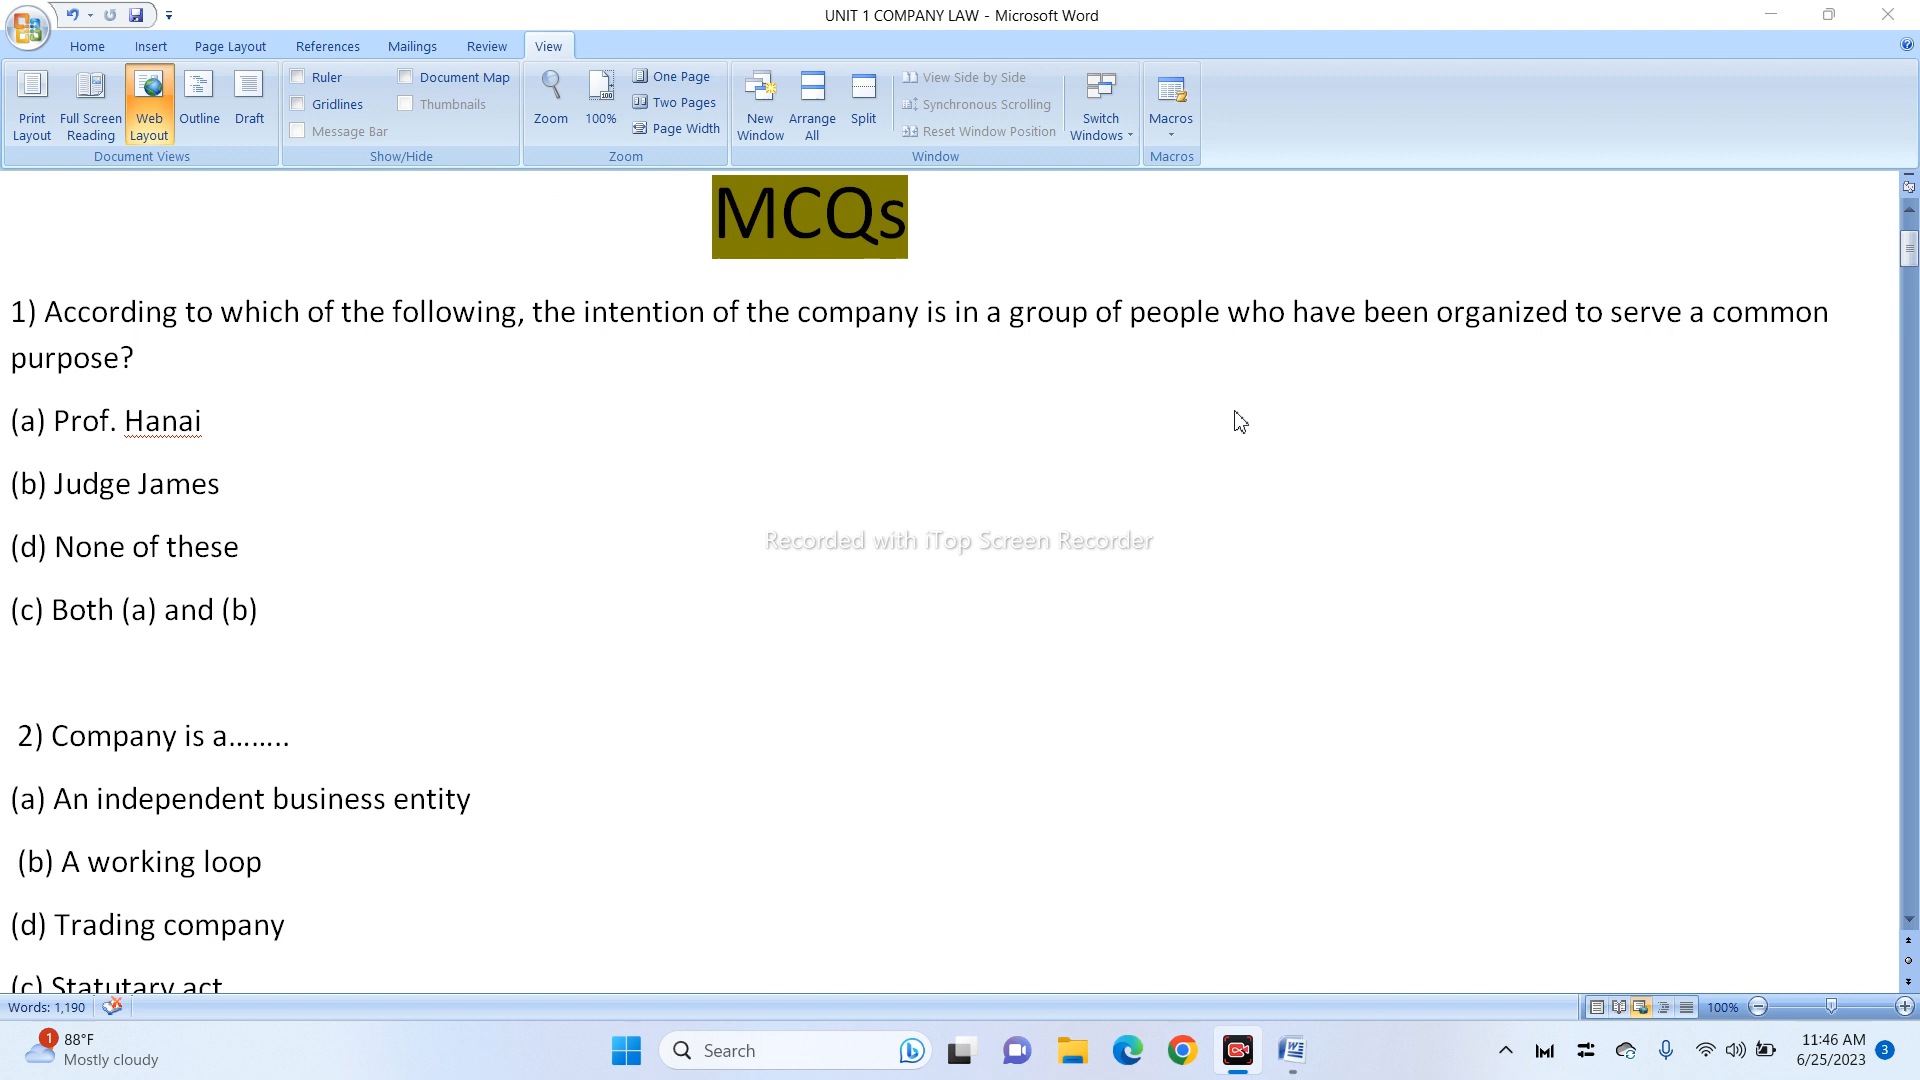 UNIT 1 COMPANY LAW - Microsoft Word
Home Insert Page Layout References Mailings Review View
Ruler Document Map One Page View Side by Side
Gridlines Thumbnails Two Pages Synchronous Scrolling
Message Bar Page Width Reset Window Position
Print Layout Full Screen Reading Web Layout Outline Draft Zoom 100% New Window Arrange All Split Switch Windows Macros
Document Views Show/Hide Zoom Window Macros
MCQs
1) According to which of the following, the intention of the company is in a group of people who have been organized to serve a common
purpose?
(a) Prof. Hanai
(b) Judge James
Recorded with iTop Screen Recorder
(d) None of these
(c) Both (a) and (b)
2) Company is a........
(a) An independent business entity
(b) A working loop
(d) Trading company
(c) Statutary act
Words: 1,190 100%
1 88°F
Mostly cloudy
Search
11:46 AM
6/25/2023 3